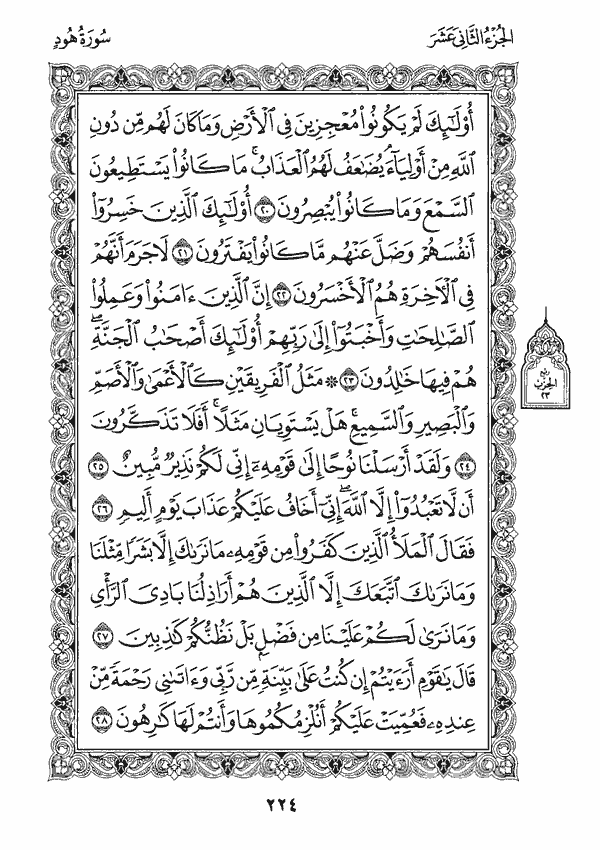 الجزء الثاني عشر
سورة هود
أُوْلَٰٓئِكَ لَمْ يَكُونُواْ مُعْجِزِينَ فِي ٱلْأَرْضِ وَمَا كَانَ لَهُم مِّن دُونِ
ٱللَّهِ مِنْ أَوْلِيَآءَۘ يُضَٰعَفُ لَهُمُ ٱلْعَذَابُۚ مَا كَانُواْ يَسْتَطِيعُونَ
ٱلسَّمْعَ وَمَا كَانُواْ يُبْصِرُونَ ٢٠ أُوْلَٰٓئِكَ ٱلَّذِينَ خَسِرُوٓاْ
أَنفُسَهُمْ وَضَلَّ عَنْهُم مَّا كَانُواْ يَفْتَرُونَ ٢١ لَا جَرَمَ أَنَّهُمْ
فِي ٱلْأٓخِرَةِ هُمُ ٱلْأَخْسَرُونَ ٢٢ إِنَّ ٱلَّذِينَ ءَامَنُواْ وَعَمِلُواْ
ٱلصَّٰلِحَٰتِ وَأَخْبَتُوٓاْ إِلَىٰ رَبِّهِمْ أُوْلَٰٓئِكَ أَصْحَٰبُ ٱلْجَنَّةِۖ
هُمْ فِيهَا خَٰلِدُونَ ٢٣ ۞ مَثَلُ ٱلْفَرِيقَيْنِ كَٱلْأَعْمَىٰ وَٱلْأَصَمِّ
وَٱلْبَصِيرِ وَٱلسَّمِيعِۚ هَلْ يَسْتَوِيَانِ مَثَلًاۚ أَفَلَا تَذَكَّرُونَ
٢٤ وَلَقَدْ أَرْسَلْنَا نُوحًا إِلَىٰ قَوْمِهِۦٓ إِنِّي لَكُمْ نَذِيرٌ مُّبِينٌ ٢٥
أَن لَّا تَعْبُدُوٓاْ إِلَّا ٱللَّهَۖ إِنِّيٓ أَخَافُ عَلَيْكُمْ عَذَابَ يَوْمٍ أَلِيمٍ ٢٦
فَقَالَ ٱلْمَلَأُ ٱلَّذِينَ كَفَرُواْ مِن قَوْمِهِۦ مَا نَرَىٰكَ إِلَّا بَشَرًا مِّثْلَنَا
وَمَا نَرَىٰكَ ٱتَّبَعَكَ إِلَّا ٱلَّذِينَ هُمْ أَرَاذِلُنَا بَادِيَ ٱلرَّأْيِ
وَمَا نَرَىٰ لَكُمْ عَلَيْنَا مِن فَضْلٍۭ بَلْ نَظُنُّكُمْ كَٰذِبِينَ ٢٧
قَالَ يَٰقَوْمِ أَرَءَيْتُمْ إِن كُنتُ عَلَىٰ بَيِّنَةٍ مِّن رَّبِّي وَءَاتَىٰنِي رَحْمَةً مِّنْ
عِندِهِۦ فَعُمِّيَتْ عَلَيْكُمْ أَنُلْزِمُكُمُوهَا وَأَنتُمْ لَهَا كَٰرِهُونَ ٢٨
ربع
الحزب
٢٣
٢٢٤